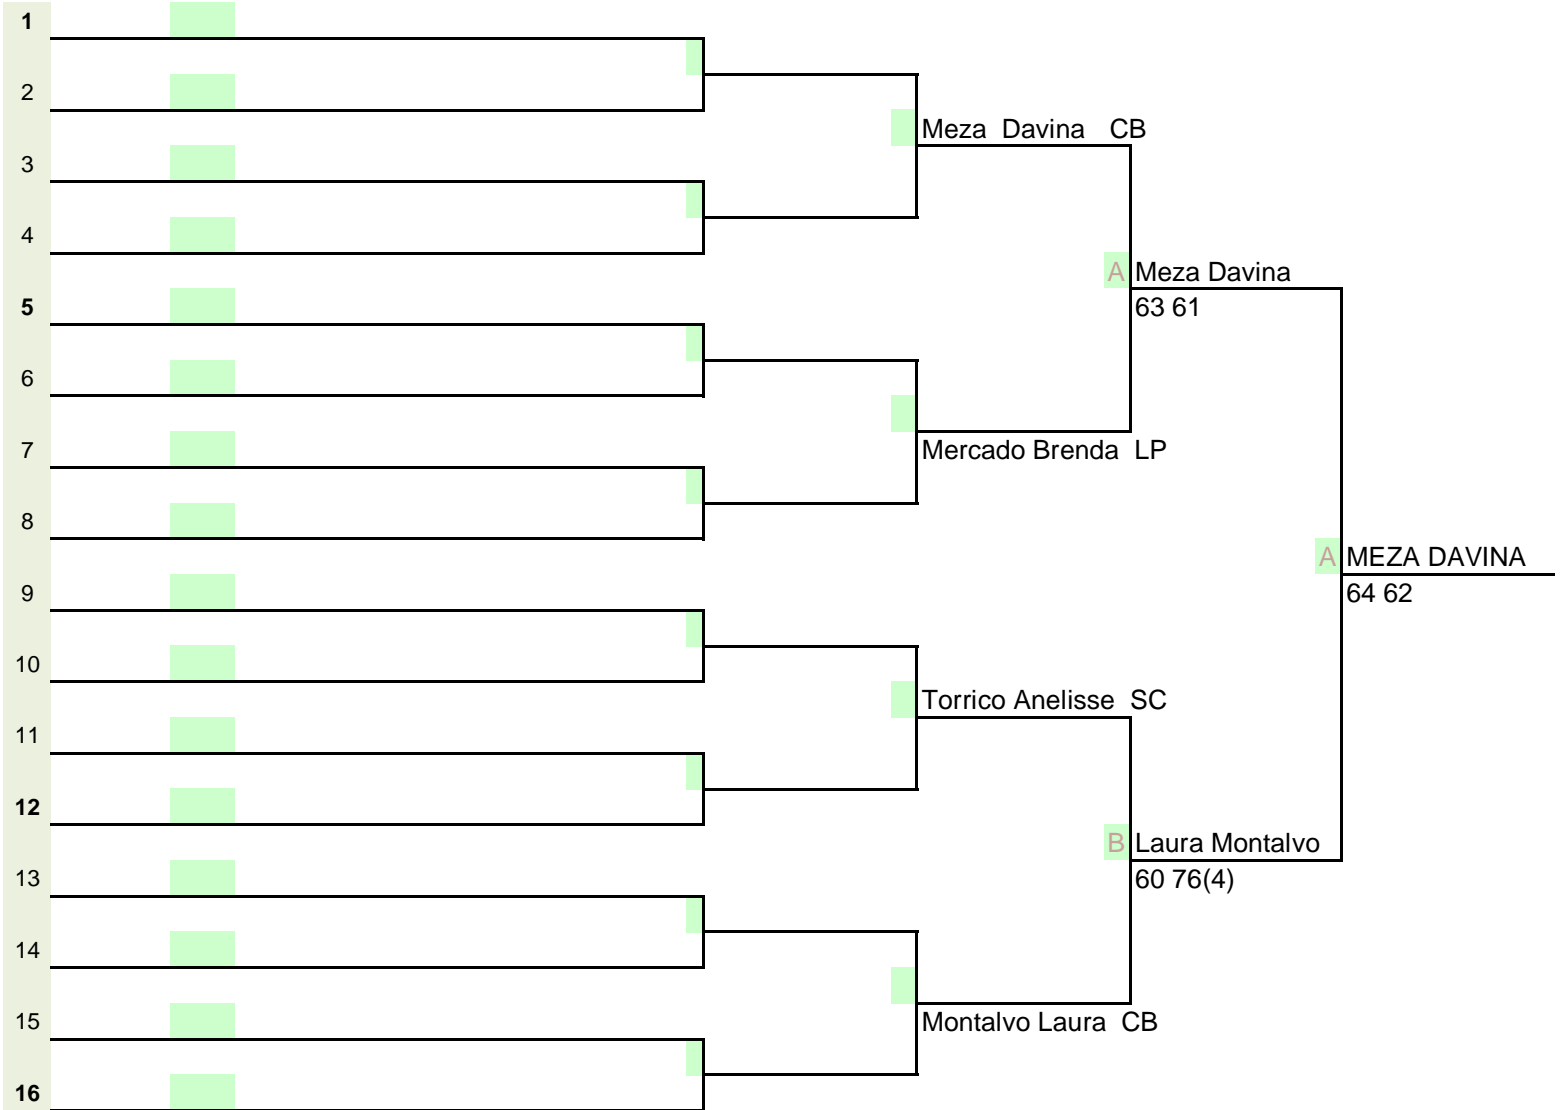 1
2
Meza  Davina   CB
3
4
A Meza Davina
5
63 61
6
7
Mercado Brenda  LP
8
A MEZA DAVINA
9
64 62
10
Torrico Anelisse  SC
11
12
B Laura Montalvo
13
60 76(4)
14
15
Montalvo Laura  CB
16